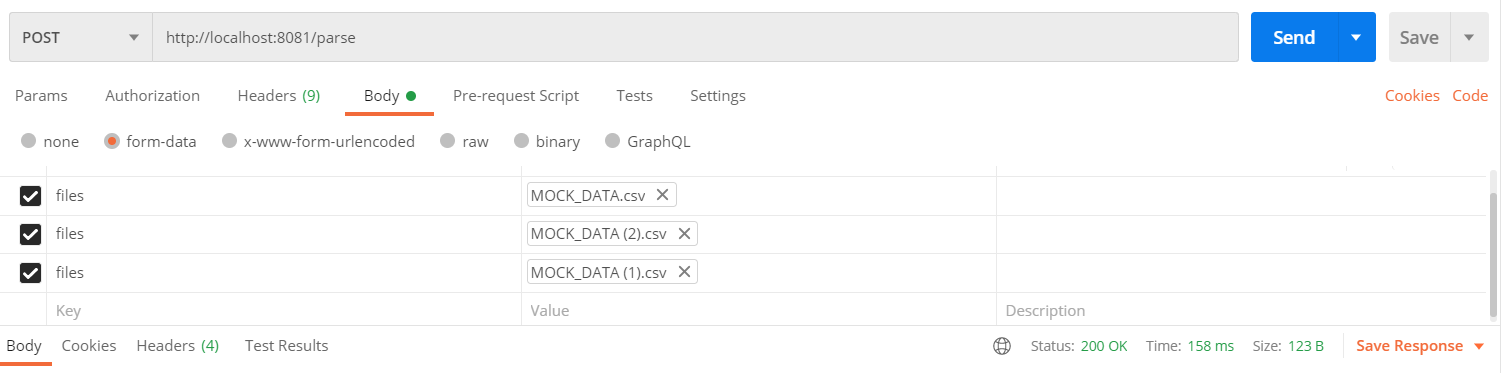 POST http://localhost:8081/parse Send Save
Params Authorization Headers (9) Body Pre-request Script Tests Settings Cookies Code
none form-data x-www-form-urlencoded raw binary GraphQL
files MOCK_DATA.csv
files MOCK_DATA (2).csv
files MOCK_DATA (1).csv
Key Value Description
Body Cookies Headers (4) Test Results Status: 200 OK Time: 158 ms Size: 123 B Save Response